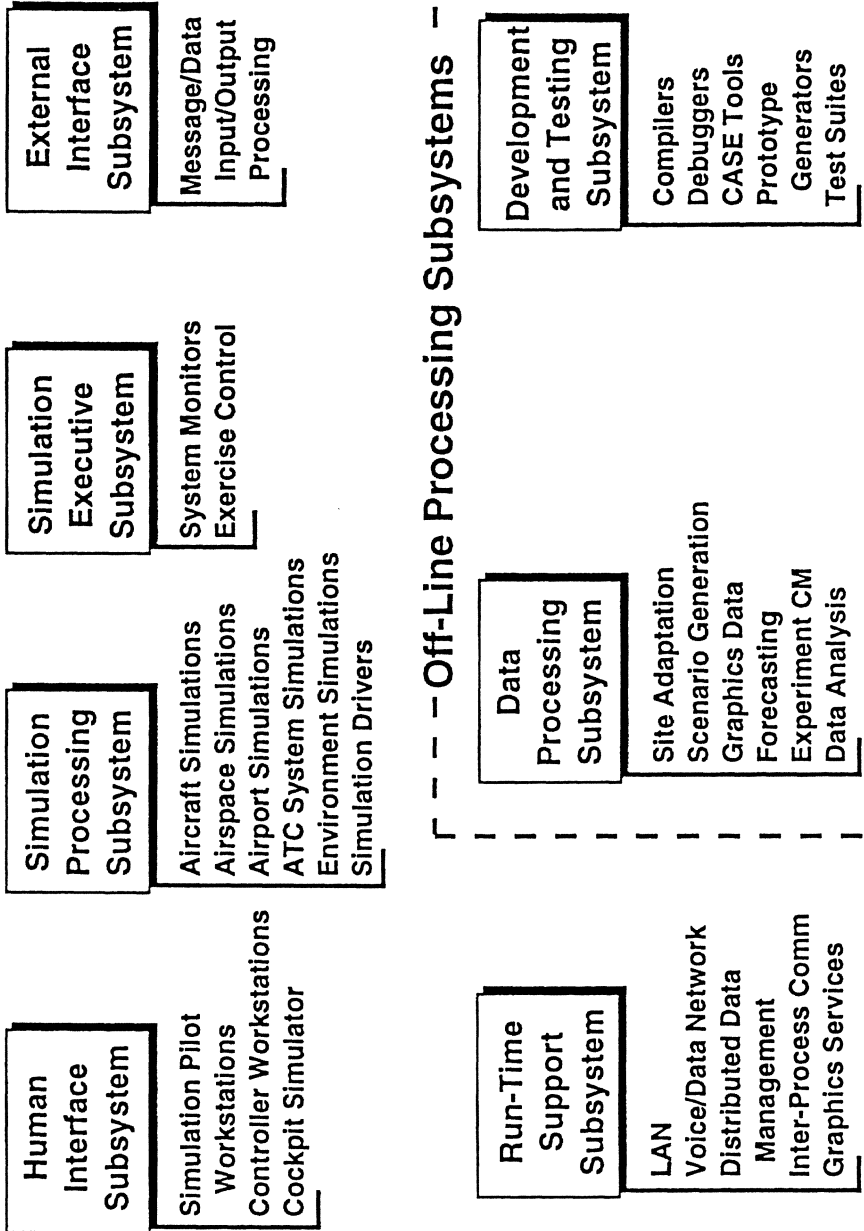 Human
Interface
Subsystem
Simulation Pilot
Workstations
Controller Workstations
Cockpit Simulator
Simulation
Processing
Subsystem
Aircraft Simulations
Airspace Simulations
Airport Simulations
ATC System Simulations
Environment Simulations
Simulation Drivers
Simulation
Executive
Subsystem
System Monitors
Exercise Control
External
Interface
Subsystem
Message/Data
Input/Output
Processing
Run-Time
Support
Subsystem
LAN
Voice/Data Network
Distributed Data
Management
Inter-Process Comm
Graphics Services
Off-Line Processing Subsystems
Data
Processing
Subsystem
Site Adaptation
Scenario Generation
Graphics Data
Forecasting
Experiment CM
Data Analysis
Development
and Testing
Subsystem
Compilers
Debuggers
CASE Tools
Prototype
Generators
Test Suites